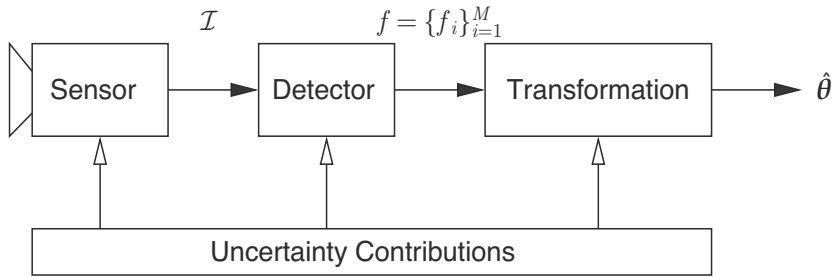 ℐ
f = {f_i}_{i=1}^M
Sensor
Detector
Transformation
θ̂
Uncertainty Contributions